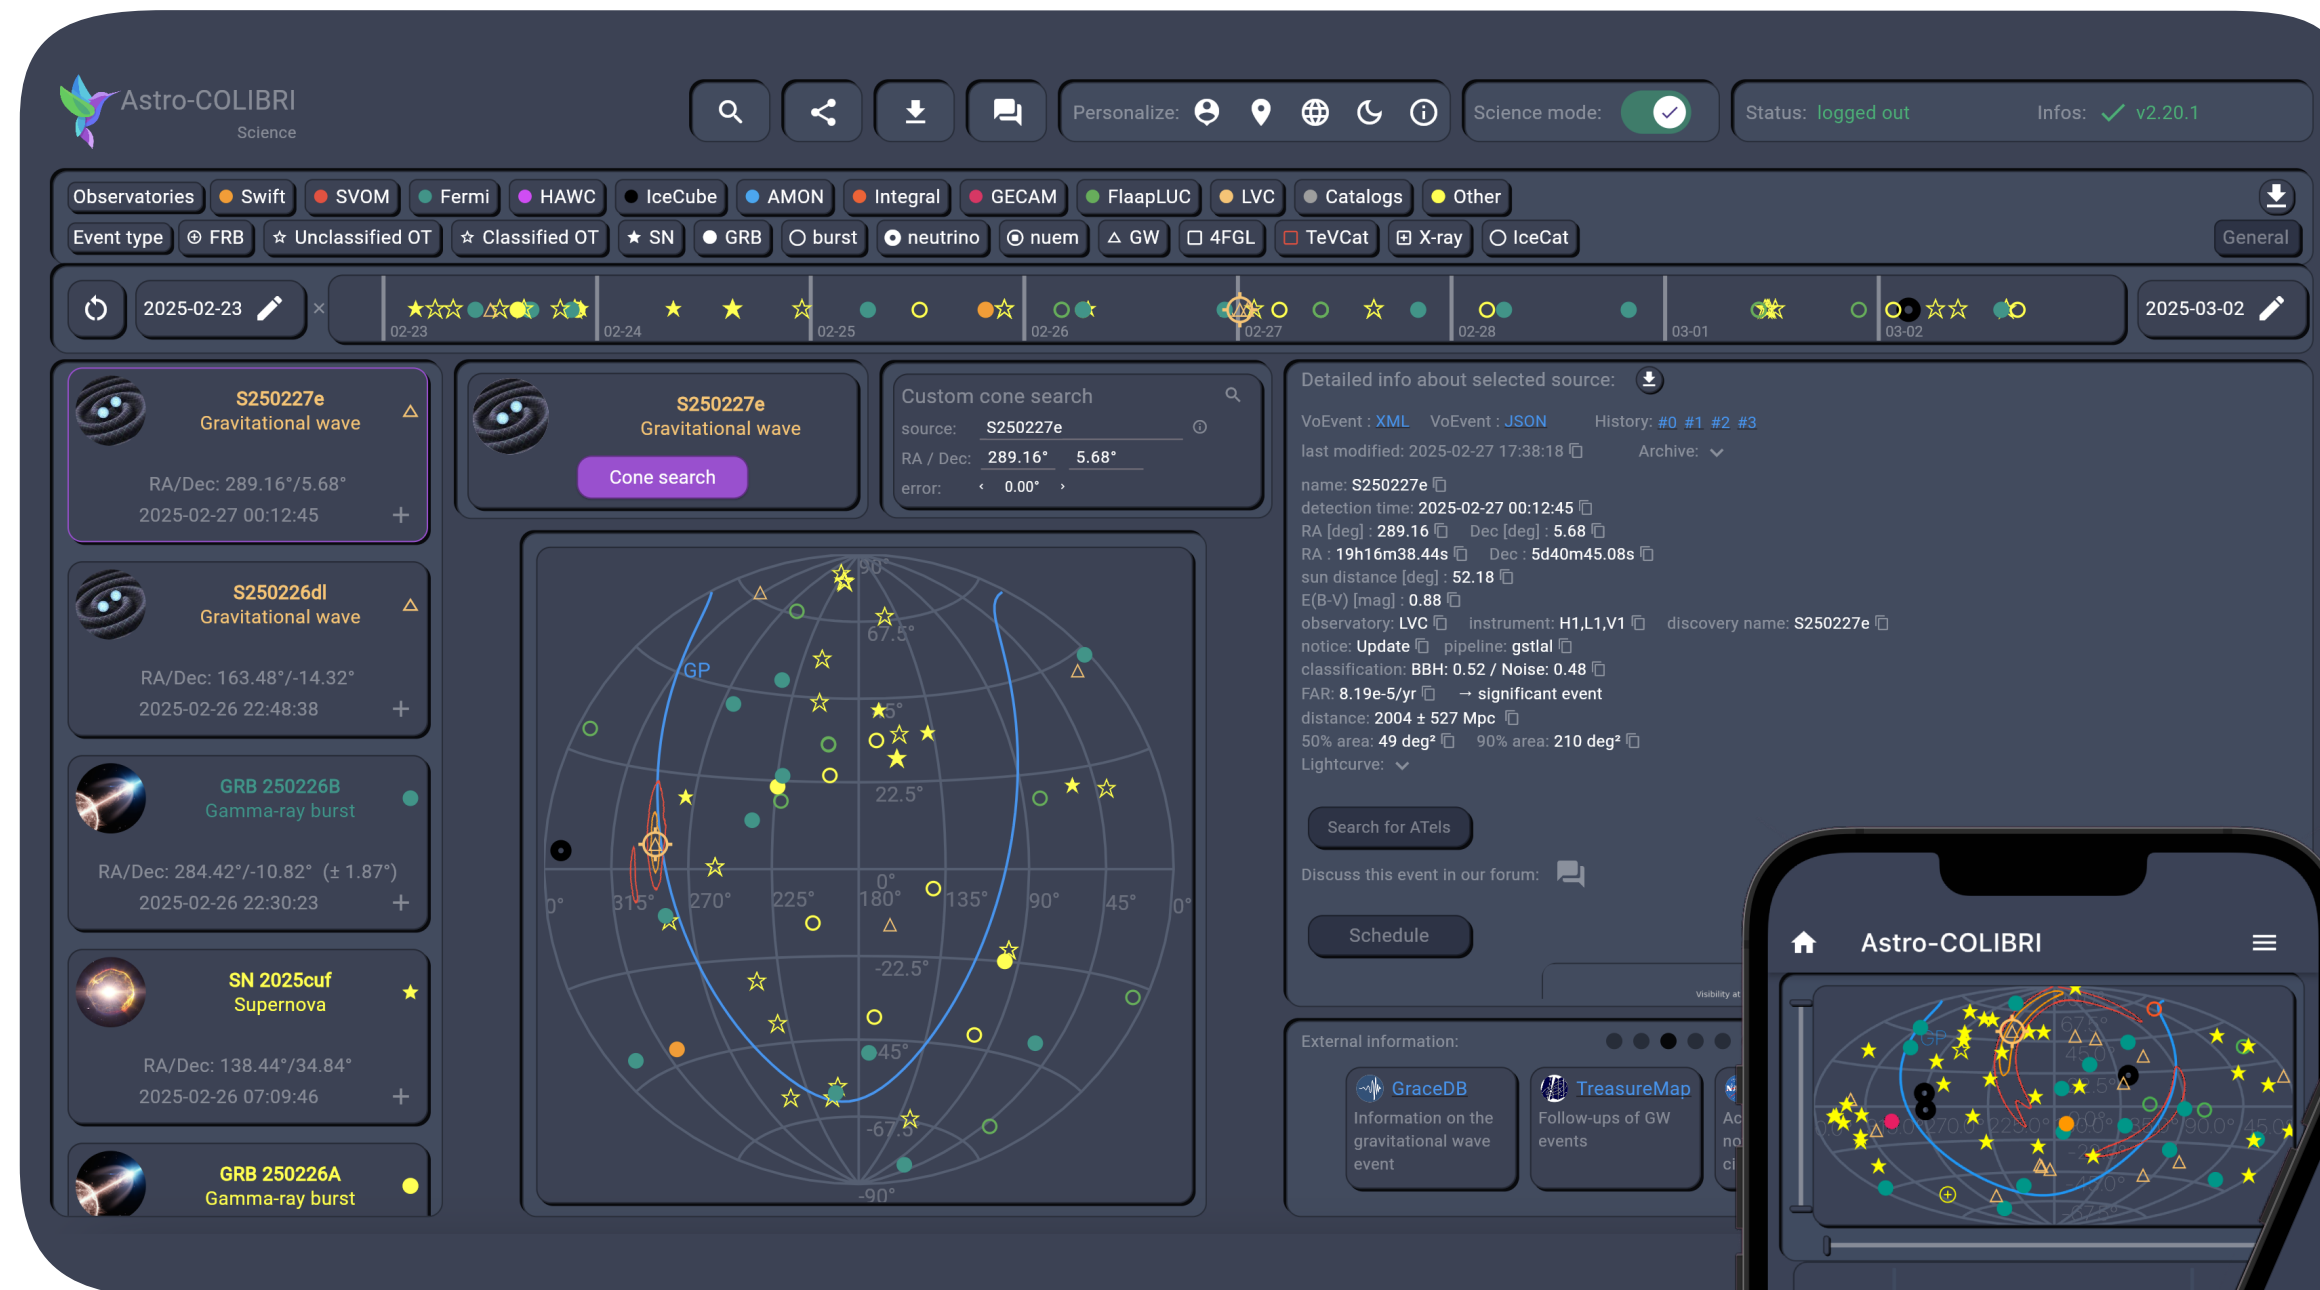 Astro-COLIBRI
Science
Personalize:
Science mode:
Status: logged out
Infos: v2.20.1
Observatories Swift SVOM Fermi HAWC IceCube AMON Integral GECAM FlaapLUC LVC Catalogs Other
Event type FRB Unclassified OT Classified OT SN GRB burst neutrino nuem GW 4FGL TeVCat X-ray IceCat
General
2025-02-23
02-23 02-24 02-25 02-26 02-27 02-28 03-01 03-02
2025-03-02
S250227e
Gravitational wave
RA/Dec: 289.16°/5.68°
2025-02-27 00:12:45
S250226dl
Gravitational wave
RA/Dec: 163.48°/-14.32°
2025-02-26 22:48:38
GRB 250226B
Gamma-ray burst
RA/Dec: 284.42°/-10.82° (± 1.87°)
2025-02-26 22:30:23
SN 2025cuf
Supernova
RA/Dec: 138.44°/34.84°
2025-02-26 07:09:46
GRB 250226A
Gamma-ray burst
S250227e
Gravitational wave
Cone search
Custom cone search
source: S250227e
RA / Dec: 289.16° 5.68°
error: ‹ 0.00° ›
90°
67.5°
GP
22.5°
0°
0° 315° 270° 225° 180° 135° 90° 45° 0°
-22.5°
-67.5°
-90°
Detailed info about selected source:
VoEvent : XML VoEvent : JSON History: #0 #1 #2 #3
last modified: 2025-02-27 17:38:18 Archive:
name: S250227e
detection time: 2025-02-27 00:12:45
RA [deg] : 289.16 Dec [deg] : 5.68
RA : 19h16m38.44s Dec : 5d40m45.08s
sun distance [deg] : 52.18
E(B-V) [mag] : 0.88
observatory: LVC instrument: H1,L1,V1 discovery name: S250227e
notice: Update pipeline: gstlal
classification: BBH: 0.52 / Noise: 0.48
FAR: 8.19e-5/yr → significant event
distance: 2004 ± 527 Mpc
50% area: 49 deg² 90% area: 210 deg²
Lightcurve:
Search for ATels
Discuss this event in our forum:
Schedule
Visibility at
External information:
GraceDB
Information on the
gravitational wave
event
TreasureMap
Follow-ups of GW
events
Astro-COLIBRI
GP